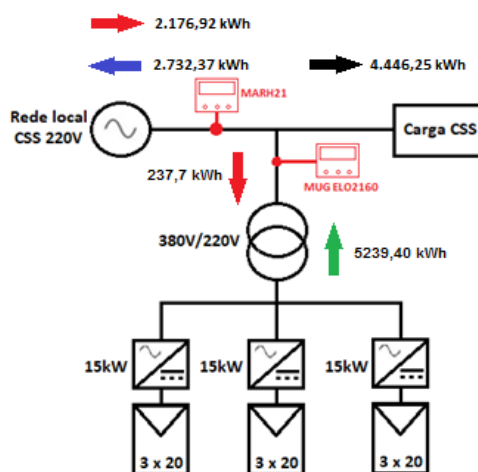 2.176,92 kWh
2.732,37 kWh
4.446,25 kWh
MARH21
Rede local
CSS 220V
Carga CSS
237,7 kWh
MUG ELO2160
380V/220V
5239,40 kWh
15kW
15kW
15kW
3 x 20
3 x 20
3 x 20